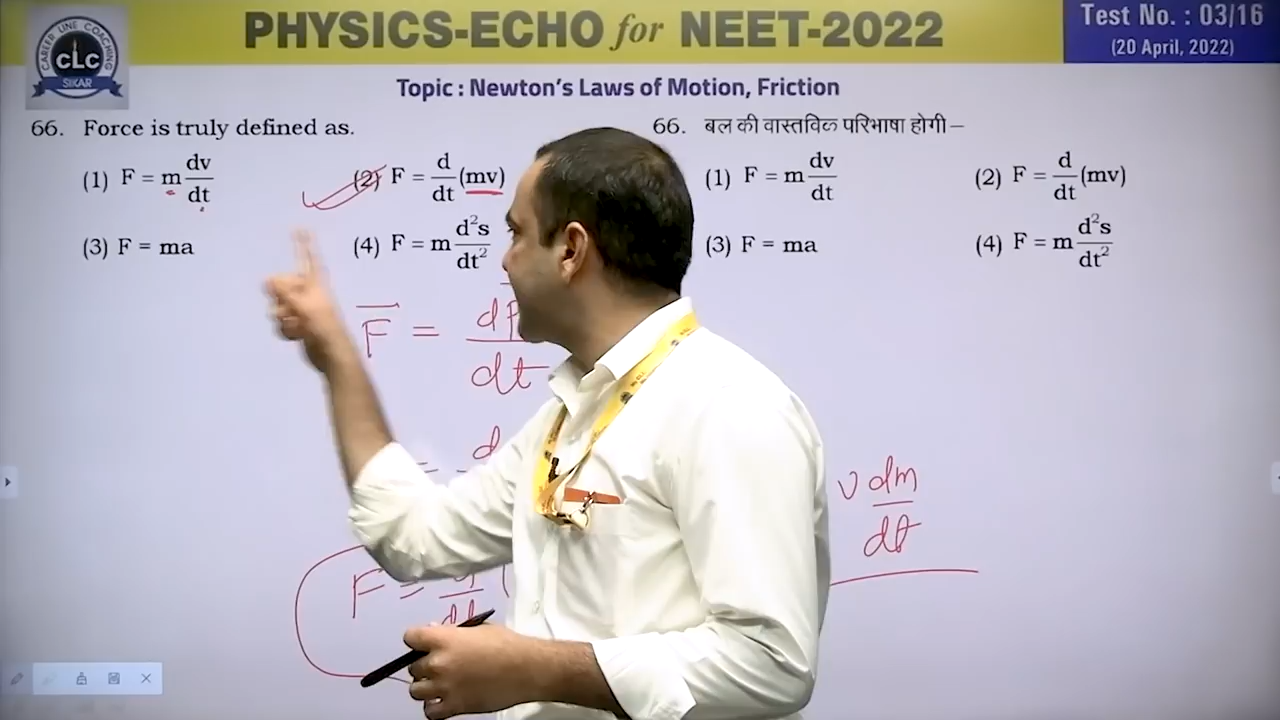 PHYSICS-ECHO for NEET-2022
Test No. : 03/16
(20 April, 2022)
CAREER LINE COACHING
CLC
SIKAR
Topic : Newton's Laws of Motion, Friction
66. Force is truly defined as.
(1) F = m dv/dt
(2) F = d/dt (mv)
(3) F = ma
(4) F = m d²s/dt²
66. बल की वास्तविक परिभाषा होगी–
(1) F = m dv/dt
(2) F = d/dt (mv)
(3) F = ma
(4) F = m d²s/dt²
F =
dt
= d
v dm/dt
F = d/dt (